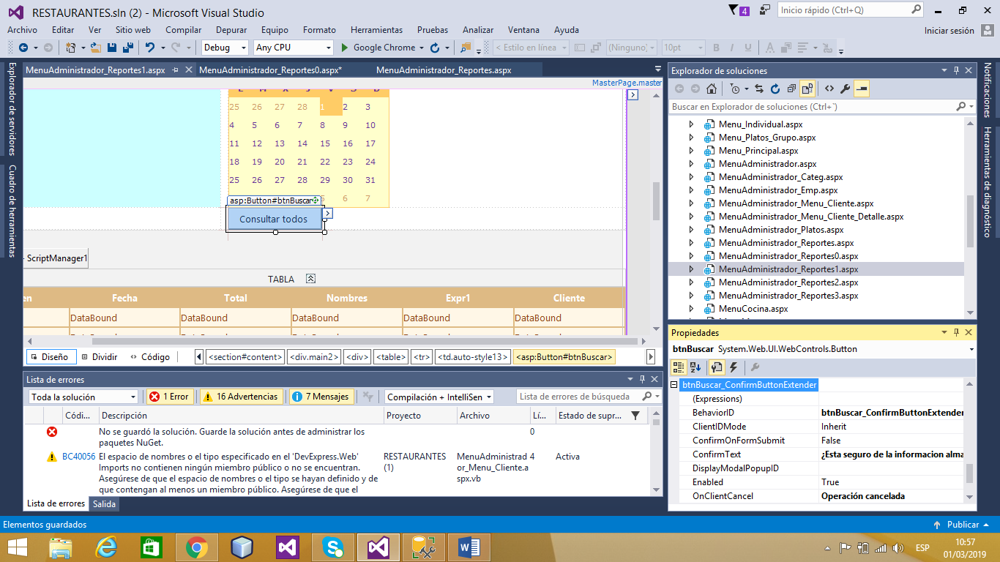 RESTAURANTES.sln (2) - Microsoft Visual Studio
4
Inicio rápido (Ctrl+Q)
Archivo Editar Ver Sitio web Compilar Depurar Equipo Formato Herramientas Pruebas Analizar Ventana Ayuda
Iniciar sesión
Debug Any CPU Google Chrome < Estilo en línea (Ninguno) 10pt
Explorador de servidores
Cuadro de herramientas
MenuAdministrador_Reportes1.aspx MenuAdministrador_Reportes0.aspx* MenuAdministrador_Reportes.aspx
MasterPage.master
L M X J V S D
25 26 27 28 1 2 3
4 5 6 7 8 9 10
11 12 13 14 15 16 17
18 19 20 21 22 23 24
25 26 27 28 29 30 31
asp:Button#btnBuscar 5 6 7
Consultar todos
- ScriptManager1
TABLA
en Fecha Total Nombres Expr1 Cliente
DataBound DataBound DataBound DataBound DataBound
Diseño Dividir Código <section#content> <div.main2> <div> <table> <tr> <td.auto-style13> <asp:Button#btnBuscar>
Lista de errores
Toda la solución 1 Error 16 Advertencias 7 Mensajes Compilación + IntelliSen Lista de errores de búsqueda
Códi... Descripción Proyecto Archivo Lí... Estado de supr...
No se guardó la solución. Guarde la solución antes de administrar los 0
paquetes NuGet.
BC40056 El espacio de nombres o el tipo especificado en el 'DevExpress.Web' RESTAURANTES MenuAdministrad 4 Activa
Imports no contienen ningún miembro público o no se encuentran. (1) or_Menu_Cliente.a
Asegúrese de que el espacio de nombres o el tipo se hayan definido y de spx.vb
que contengan al menos un miembro público. Asegúrese de que el
Lista de errores Salida
Explorador de soluciones
Buscar en Explorador de soluciones (Ctrl+`)
Menu_Individual.aspx
Menu_Platos_Grupo.aspx
Menu_Principal.aspx
MenuAdministrador.aspx
MenuAdministrador_Categ.aspx
MenuAdministrador_Emp.aspx
MenuAdministrador_Menu_Cliente.aspx
MenuAdministrador_Menu_Cliente_Detalle.aspx
MenuAdministrador_Platos.aspx
MenuAdministrador_Reportes.aspx
MenuAdministrador_Reportes0.aspx
MenuAdministrador_Reportes1.aspx
MenuAdministrador_Reportes2.aspx
MenuAdministrador_Reportes3.aspx
MenuCocina.aspx
Propiedades
btnBuscar System.Web.UI.WebControls.Button
btnBuscar_ConfirmButtonExtender
(Expressions)
BehaviorID btnBuscar_ConfirmButtonExtender
ClientIDMode Inherit
ConfirmOnFormSubmit False
ConfirmText ¿Esta seguro de la informacion alma
DisplayModalPopupID
Enabled True
OnClientCancel Operación cancelada
Notificaciones
Herramientas de diagnóstico
Elementos guardados
Publicar
ESP
10:57
01/03/2019